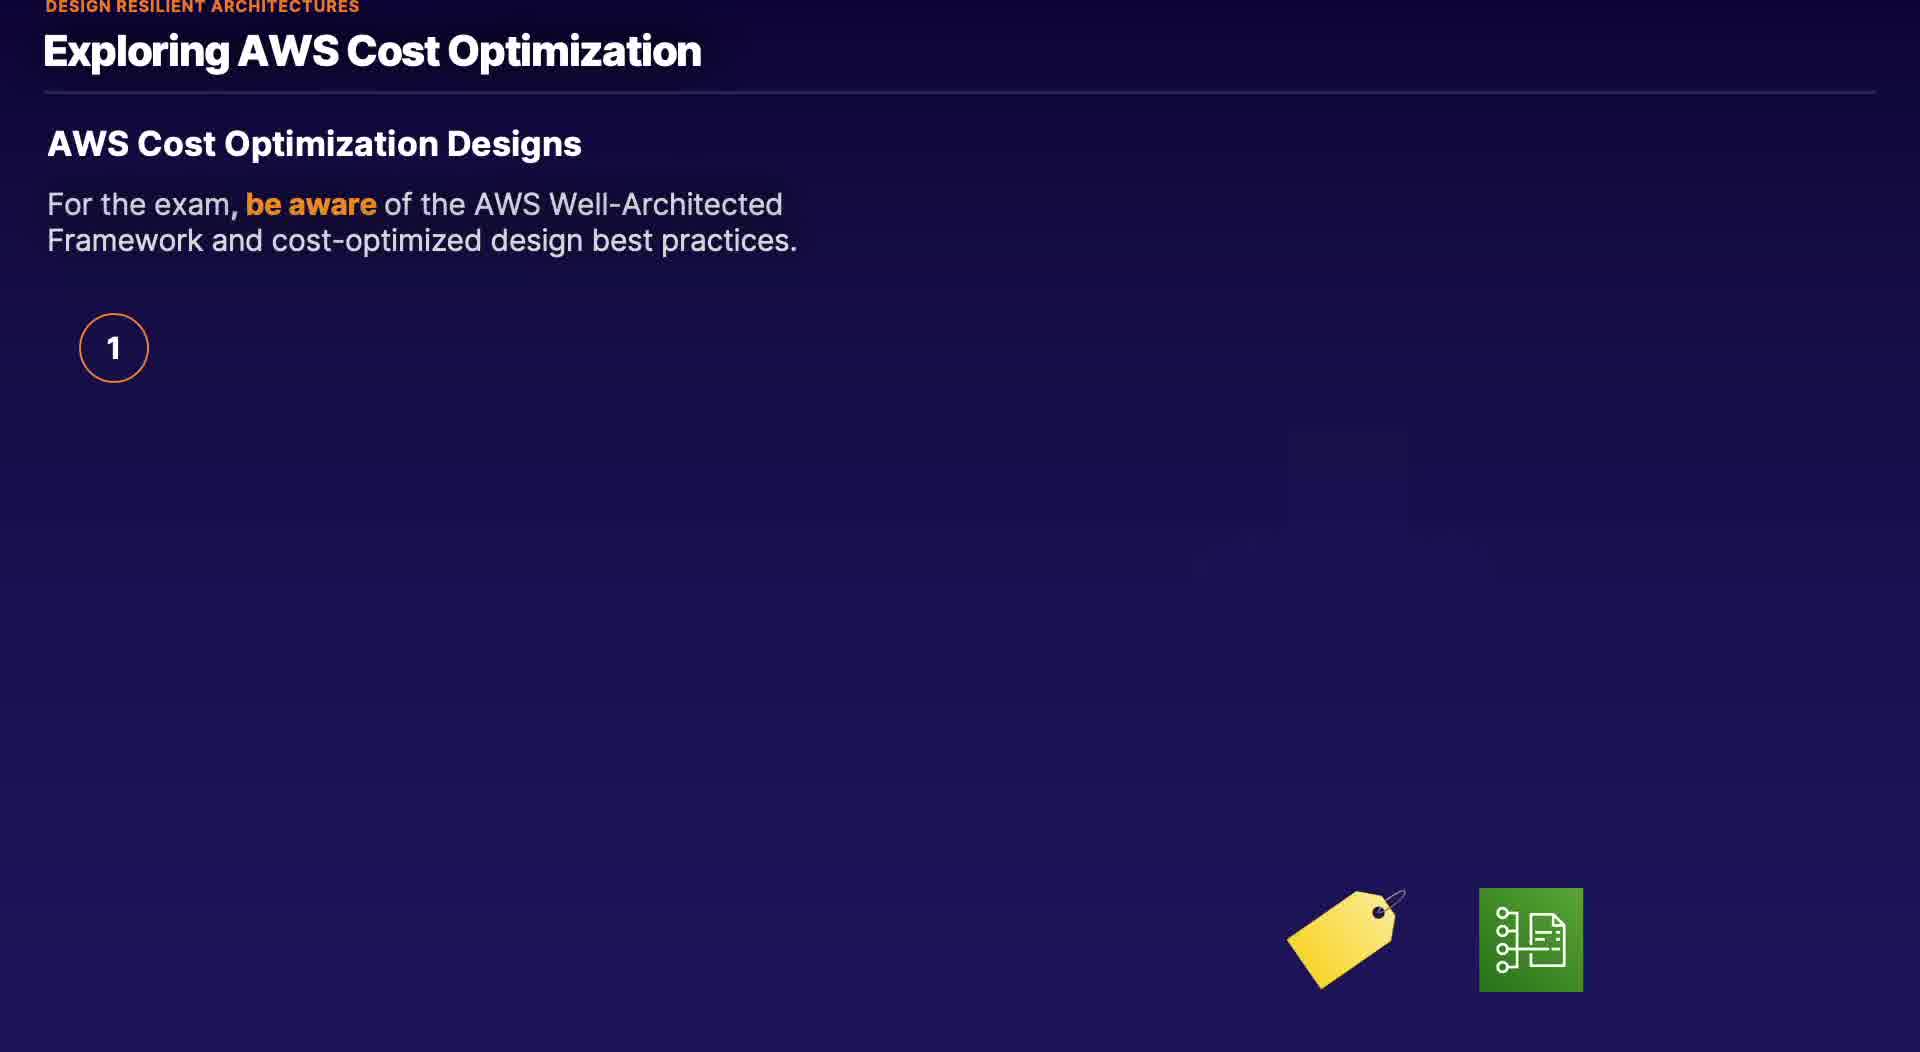 DESIGN RESILIENT ARCHITECTURES
Exploring AWS Cost Optimization
AWS Cost Optimization Designs
For the exam, be aware of the AWS Well-Architected
Framework and cost-optimized design best practices.
1